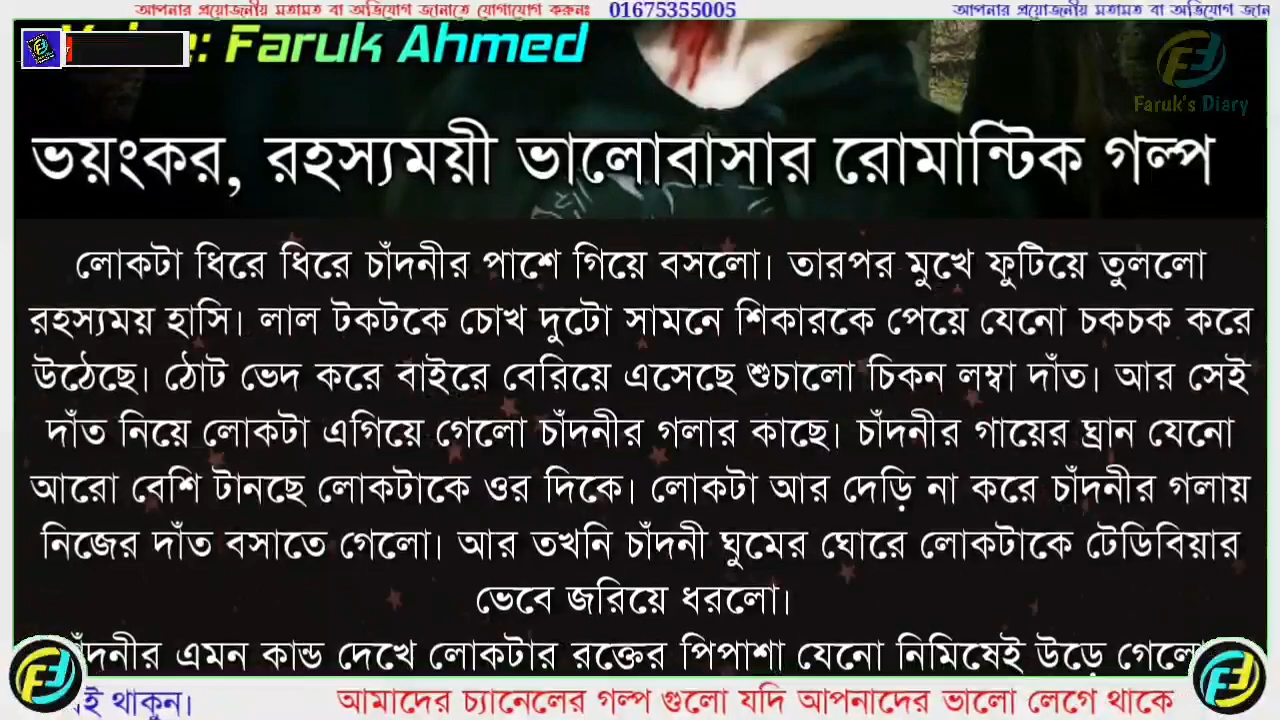 আপনার প্রয়োজনীয় মতামত বা অভিযোগ জানাতে যোগাযোগ করুনঃ 01675355005 আপনার প্রয়োজনীয় মতামত বা অভিযোগ
Faruk Ahmed
Faruk's Diary
ভয়ংকর, রহস্যময়ী ভালোবাসার রোমান্টিক গল্প
লোকটা ধিরে ধিরে চাঁদনীর পাশে গিয়ে বসলো। তারপর মুখে ফুটিয়ে তুললো
রহস্যময় হাসি। লাল টকটকে চোখ দুটো সামনে শিকারকে পেয়ে যেনো চকচক করে
উঠেছে। ঠোট ভেদ করে বাইরে বেরিয়ে এসেছে শুচালো চিকন লম্বা দাঁত। আর সেই
দাঁত নিয়ে লোকটা এগিয়ে গেলো চাঁদনীর গলার কাছে। চাঁদনীর গায়ের ঘ্রান যেনো
আরো বেশি টানছে লোকটাকে ওর দিকে। লোকটা আর দেড়ি না করে চাঁদনীর গলায়
নিজের দাঁত বসাতে গেলো। আর তখনি চাঁদনী ঘুমের ঘোরে লোকটাকে টেডিবিয়ার
ভেবে জরিয়ে ধরলো।
চাঁদনীর এমন কান্ড দেখে লোকটার রক্তের পিপাশা যেনো নিমিষেই উড়ে গেলো
থাকুন। আমাদের চ্যানেলের গল্প গুলো যদি আপনাদের ভালো লেগে থাকে